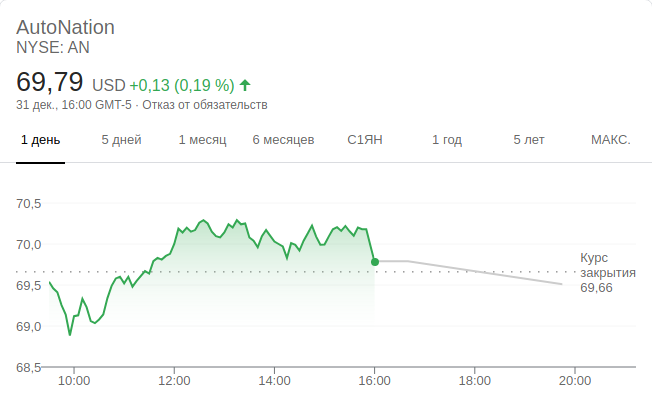 AutoNation
NYSE: AN
69,79 USD +0,13 (0,19 %)
31 дек., 16:00 GMT-5 · Отказ от обязательств
1 день 5 дней 1 месяц 6 месяцев С1ЯН 1 год 5 лет МАКС.
70,5
70,0
69,5
69,0
68,5
Курс
закрытия
69,66
10:00 12:00 14:00 16:00 18:00 20:00